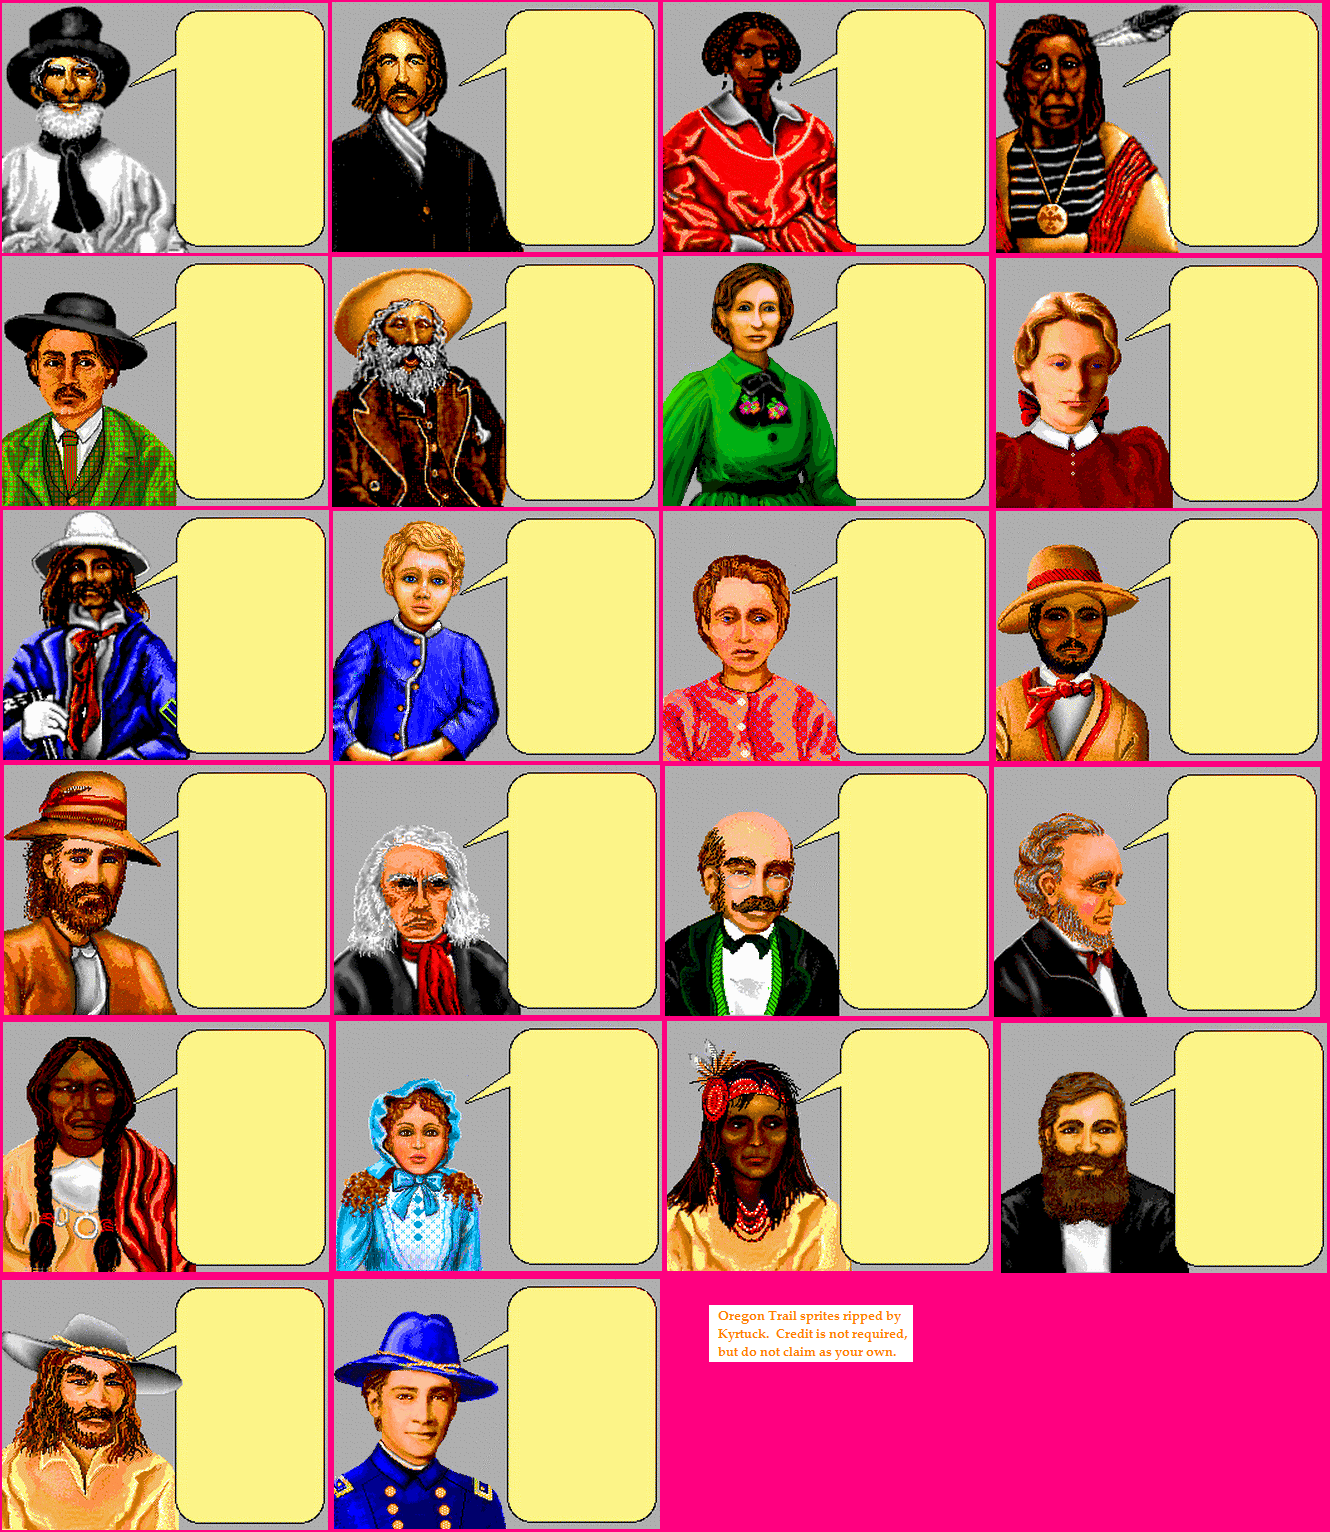 Oregon Trail sprites ripped by
Kyrtuck. Credit is not required,
but do not claim as your own.